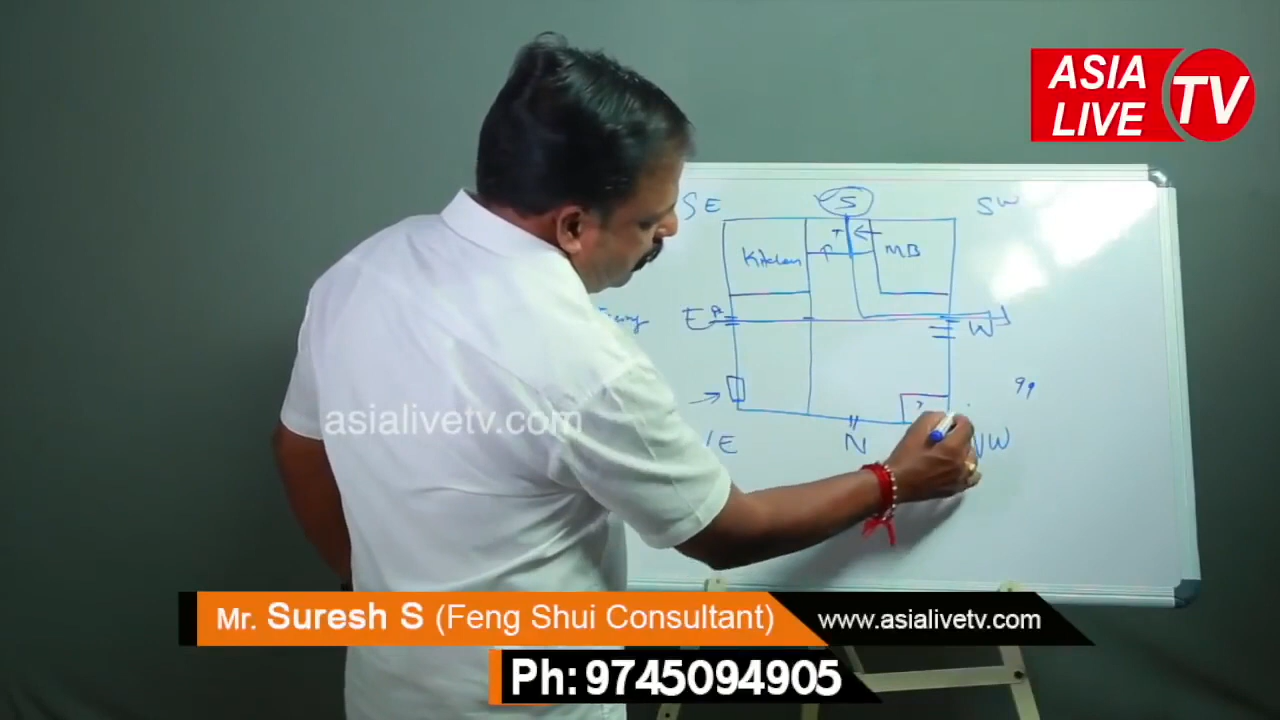 ASIA
LIVE
TV
SE
S
SW
T
Kitchen
MB
E
W
N
NW
asialivetv.com
Mr. Suresh S (Feng Shui Consultant)
www.asialivetv.com
Ph: 9745094905